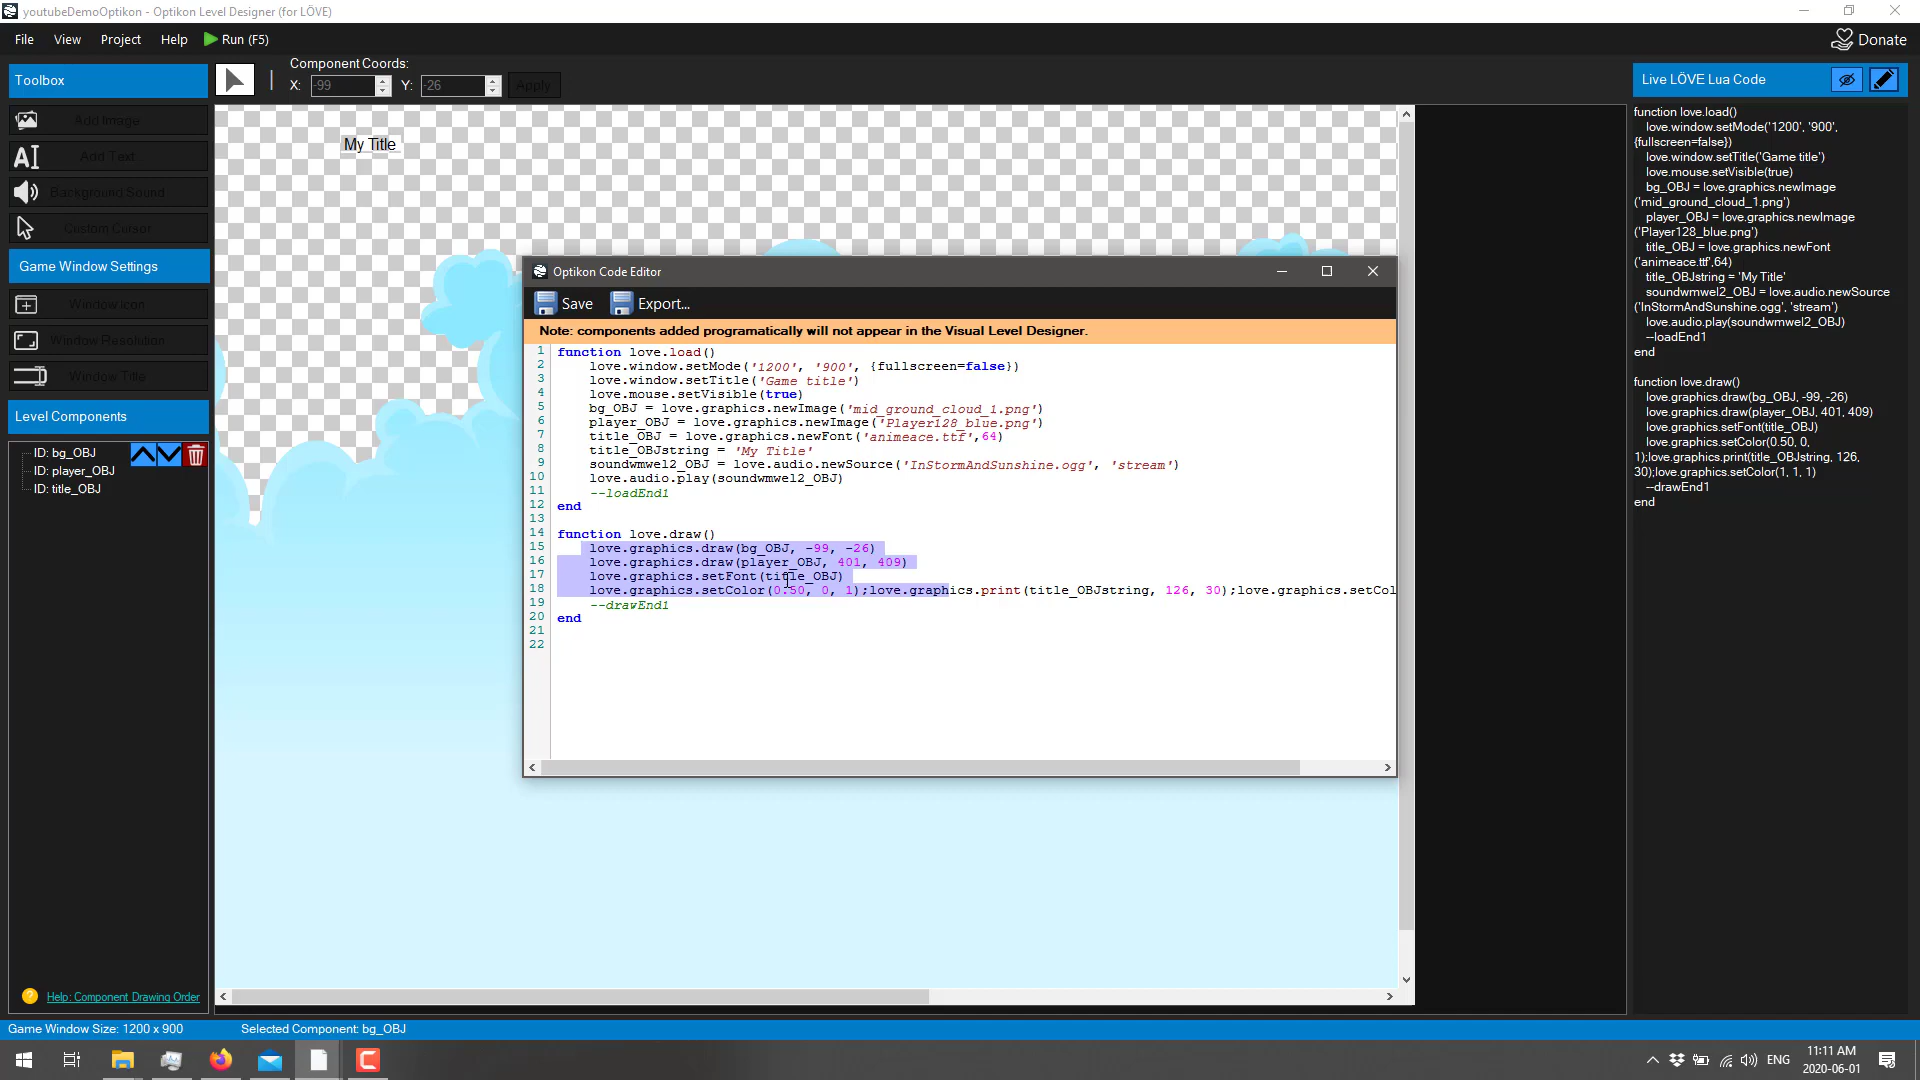 youtubeDemoOptikon - Optikon Level Designer (for LÖVE)
File View Project Help Run (F5)
Donate
Toolbox
Component Coords:
X: -99 Y: -26 Apply
Live LÖVE Lua Code
Add Image
Add Text
Background Sound
Custom Cursor
Game Window Settings
Window Icon
Window Resolution
Window Title
Level Components
ID: bg_OBJ
ID: player_OBJ
ID: title_OBJ
Help: Component Drawing Order
My Title
Optikon Code Editor
Save Export...
Note: components added programatically will not appear in the Visual Level Designer.
1 function love.load()
2 love.window.setMode('1200', '900', {fullscreen=false})
3 love.window.setTitle('Game title')
4 love.mouse.setVisible(true)
5 bg_OBJ = love.graphics.newImage('mid_ground_cloud_1.png')
6 player_OBJ = love.graphics.newImage('Player128_blue.png')
7 title_OBJ = love.graphics.newFont('animeace.ttf',64)
8 title_OBJstring = 'My Title'
9 soundwmwel2_OBJ = love.audio.newSource('InStormAndSunshine.ogg', 'stream')
10 love.audio.play(soundwmwel2_OBJ)
11 --loadEnd1
12 end
13
14 function love.draw()
15 love.graphics.draw(bg_OBJ, -99, -26)
16 love.graphics.draw(player_OBJ, 401, 409)
17 love.graphics.setFont(title_OBJ)
18 love.graphics.setColor(0.50, 0, 1);love.graphics.print(title_OBJstring, 126, 30);love.graphics.setCol
19 --drawEnd1
20 end
21
22
function love.load()
love.window.setMode('1200', '900',
{fullscreen=false})
love.window.setTitle('Game title')
love.mouse.setVisible(true)
bg_OBJ = love.graphics.newImage
('mid_ground_cloud_1.png')
player_OBJ = love.graphics.newImage
('Player128_blue.png')
title_OBJ = love.graphics.newFont
('animeace.ttf',64)
title_OBJstring = 'My Title'
soundwmwel2_OBJ = love.audio.newSource
('InStormAndSunshine.ogg', 'stream')
love.audio.play(soundwmwel2_OBJ)
--loadEnd1
end
function love.draw()
love.graphics.draw(bg_OBJ, -99, -26)
love.graphics.draw(player_OBJ, 401, 409)
love.graphics.setFont(title_OBJ)
love.graphics.setColor(0.50, 0,
1);love.graphics.print(title_OBJstring, 126,
30);love.graphics.setColor(1, 1, 1)
--drawEnd1
end
Game Window Size: 1200 x 900 Selected Component: bg_OBJ
ENG
11:11 AM
2020-06-01